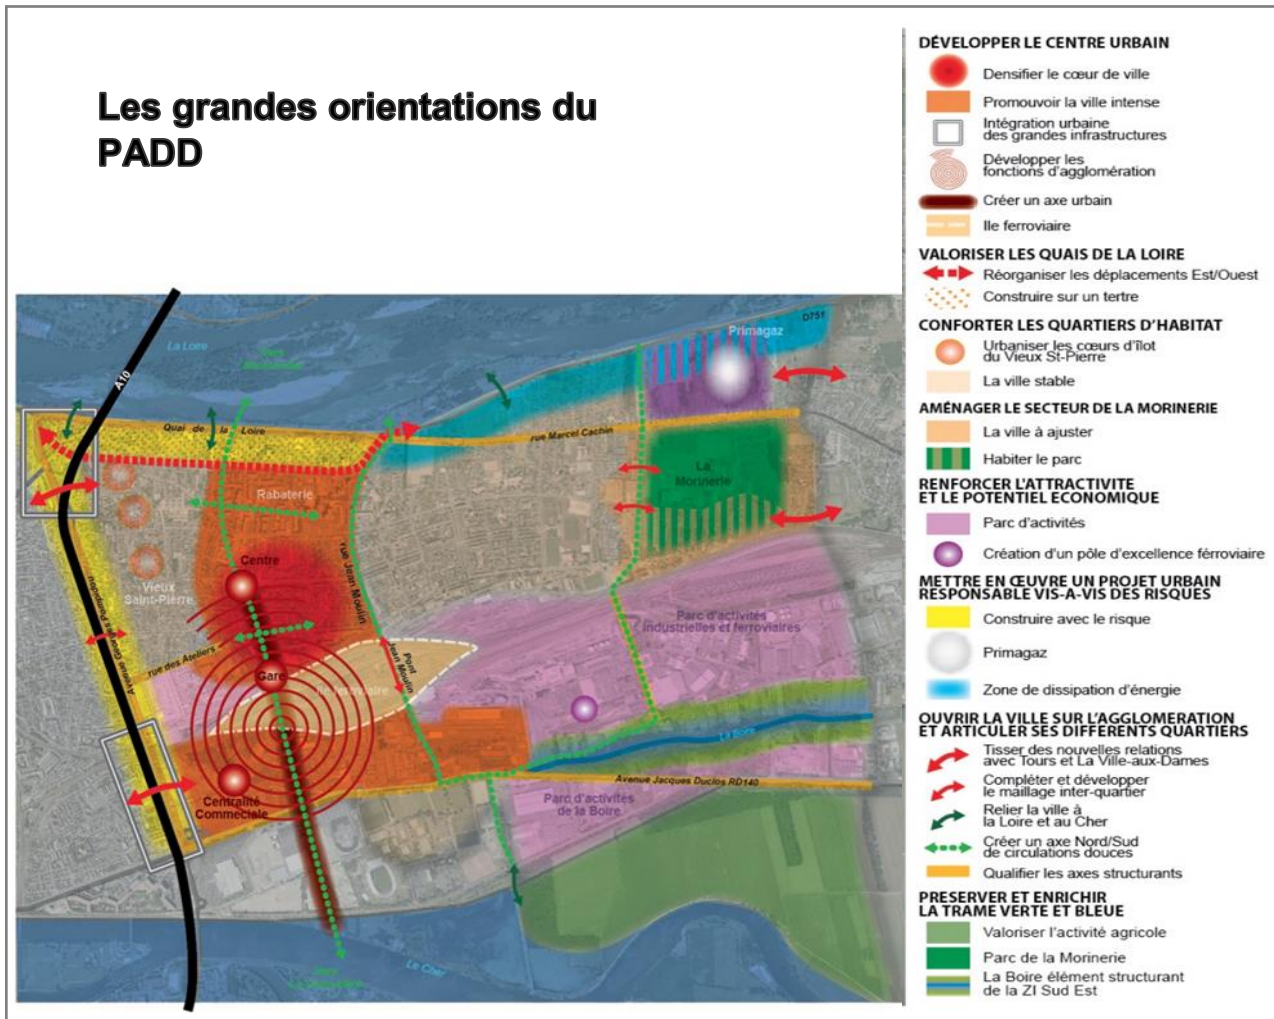 Les grandes orientations du
PADD
DÉVELOPPER LE CENTRE URBAIN
Densifier le cœur de ville
Promouvoir la ville intense
Intégration urbaine
des grandes infrastructures
Développer les
fonctions d'agglomération
Créer un axe urbain
Ile ferroviaire
VALORISER LES QUAIS DE LA LOIRE
Réorganiser les déplacements Est/Ouest
Construire sur un tertre
CONFORTER LES QUARTIERS D'HABITAT
Urbaniser les cœurs d'îlot
du Vieux St-Pierre
La ville stable
AMÉNAGER LE SECTEUR DE LA MORINERIE
La ville à ajuster
Habiter le parc
RENFORCER L'ATTRACTIVITE
ET LE POTENTIEL ECONOMIQUE
Parc d'activités
Création d'un pôle d'excellence férroviaire
METTRE EN ŒUVRE UN PROJET URBAIN
RESPONSABLE VIS-A-VIS DES RISQUES
Construire avec le risque
Primagaz
Zone de dissipation d'énergie
OUVRIR LA VILLE SUR L'AGGLOMERATION
ET ARTICULER SES DIFFÉRENTS QUARTIERS
Tisser des nouvelles relations
avec Tours et La Ville-aux-Dames
Compléter et développer
le maillage inter-quartier
Relier la ville à
la Loire et au Cher
Créer un axe Nord/Sud
de circulations douces
Qualifier les axes structurants
PRESERVER ET ENRICHIR
LA TRAME VERTE ET BLEUE
Valoriser l'activité agricole
Parc de la Morinerie
La Boire élément structurant
de la ZI Sud Est
La Loire
Vers
A10
D751
Primagaz
Quai de la Loire
rue Marcel Cachin
Rabaterie
La
Morinerie
Centre
Vieux
Saint-Pierre
rue Jean Moulin
Avenue Georges Pompidou
rue des Ateliers
Parc d'activités
industrielles et ferroviaires
Pont
Jean Moulin
Gare
Ile ferroviaire
La Boire
Centralité
Commeciale
Avenue Jacques Duclos RD140
Parc d'activités
de la Boire
Le Cher
Vers